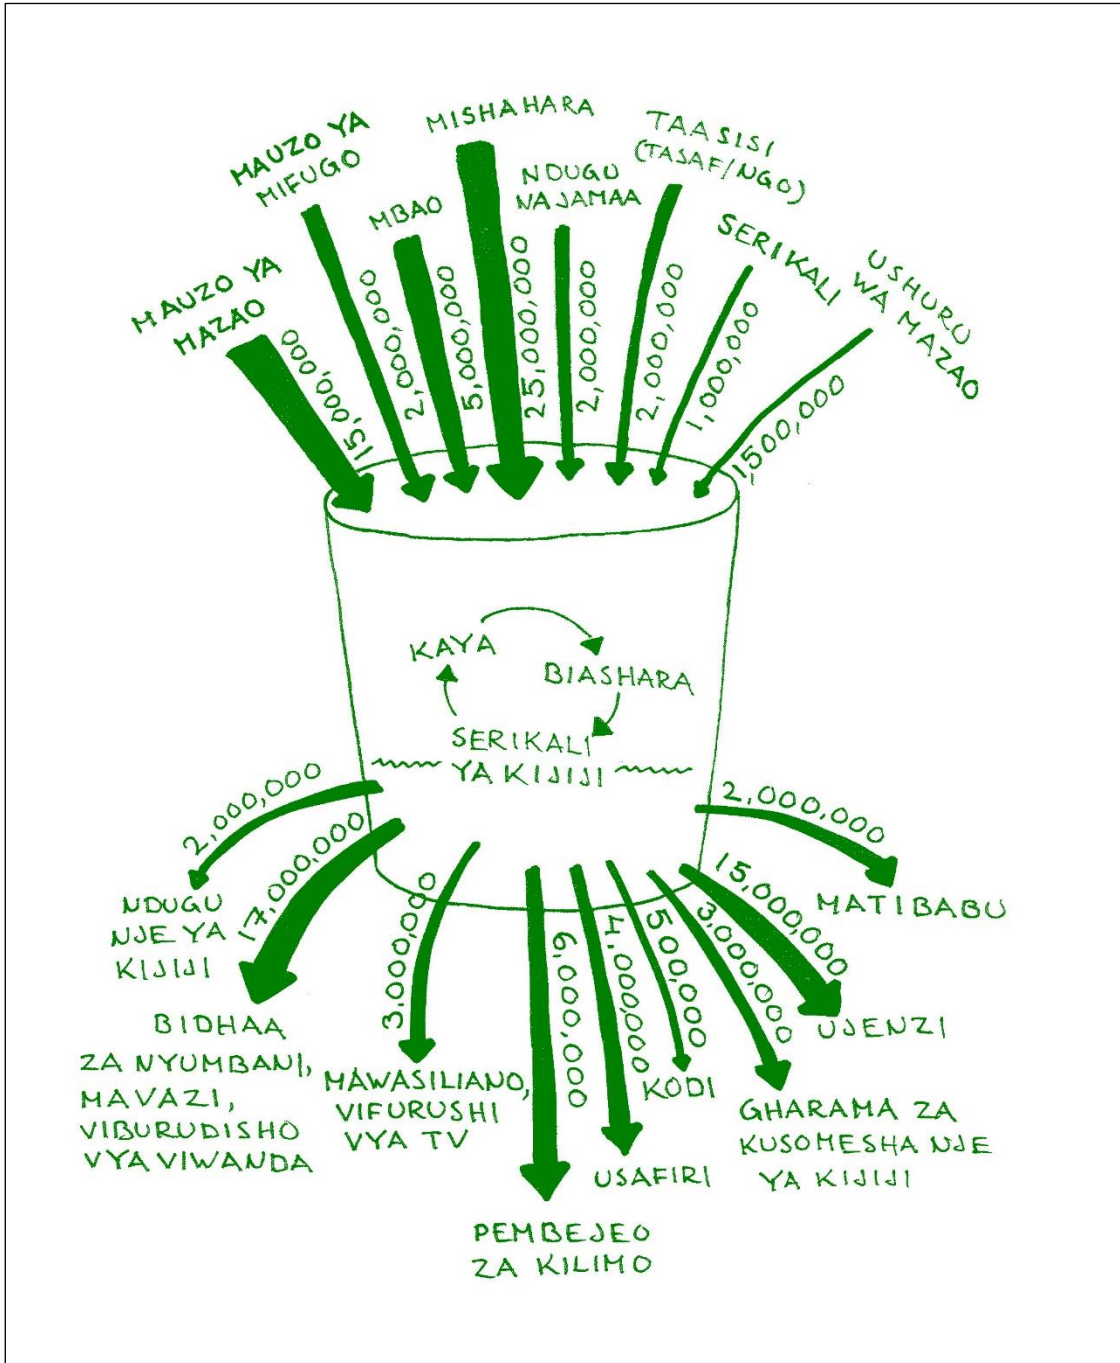 MAUZO YA
MAZAO
15,000,000
MAUZO YA
MIFUGO
2,000,000
MBAO
5,000,000
MISHAHARA
25,000,000
NDUGU
NA JAMAA
2,000,000
TAASISI
(TASAF/NGO)
2,000,000
SERIKALI
1,000,000
USHURU
WA MAZAO
1,500,000
KAYA
BIASHARA
SERIKALI
YA KIJIJI
2,000,000
NDUGU
NJE YA
KIJIJI
17,000,000
BIDHAA
ZA NYUMBANI,
MAVAZI,
VIBURUDISHO
VYA VIWANDA
3,000,000
MAWASILIANO,
VIFURUSHI
VYA TV
6,000,000
PEMBEJEO
ZA KILIMO
4,000,000
USAFIRI
500,000
KODI
3,000,000
GHARAMA ZA
KUSOMESHA NJE
YA KIJIJI
15,000,000
UJENZI
2,000,000
MATIBABU